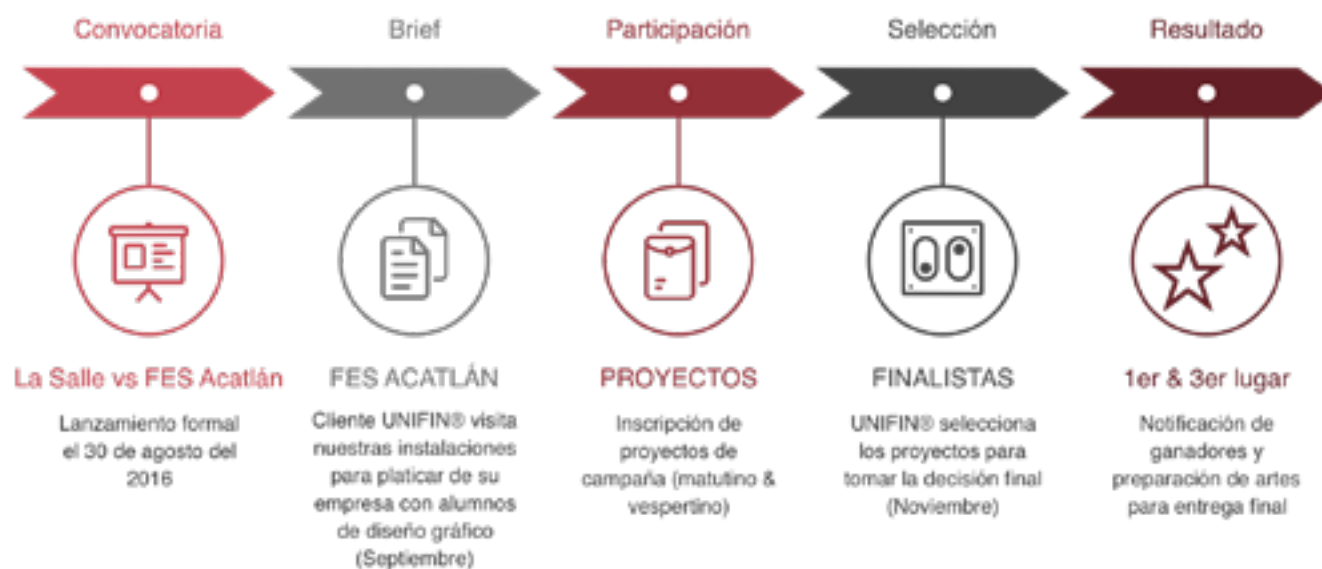 Convocatoria
Brief
Participación
Selección
Resultado
La Salle vs FES Acatlán
Lanzamiento formal
el 30 de agosto del
2016
FES ACATLÁN
Cliente UNIFIN® visita
nuestras instalaciones
para platicar de su
empresa con alumnos
de diseño gráfico
(Septiembre)
PROYECTOS
Inscripción de
proyectos de
campaña (matutino &
vespertino)
FINALISTAS
UNIFIN® selecciona
los proyectos para
tomar la decisión final
(Noviembre)
1er & 3er lugar
Notificación de
ganadores y
preparación de artes
para entrega final